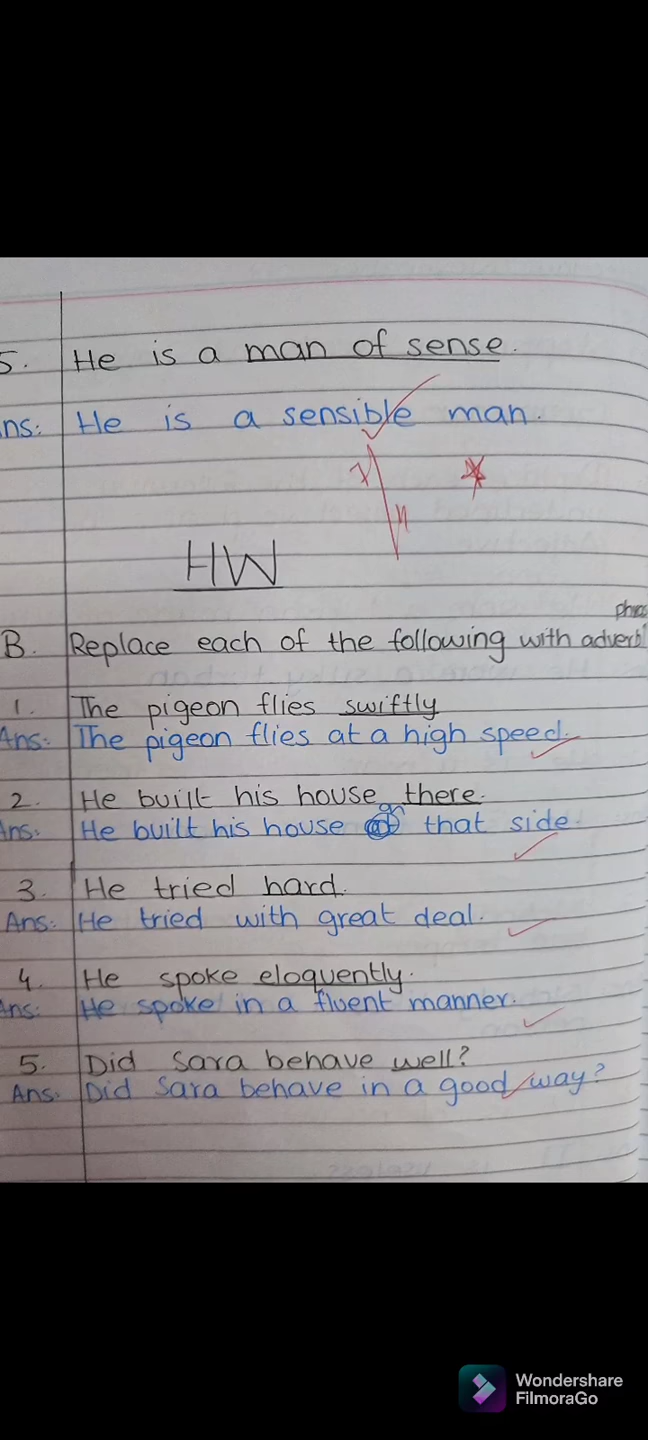 5. He is a man of sense.
ns: He is a sensible man.
HW
phras
B. Replace each of the following with adverb
1. The pigeon flies swiftly
Ans: The pigeon flies at a high speed.
2. He built his house there.
on
Ans: He built his house that side.
3. He tried hard.
Ans: He tried with great deal.
4. He spoke eloquently.
Ans: He spoke in a fluent manner.
5. Did Sara behave well?
Ans: Did Sara behave in a good way?
Wondershare
FilmoraGo